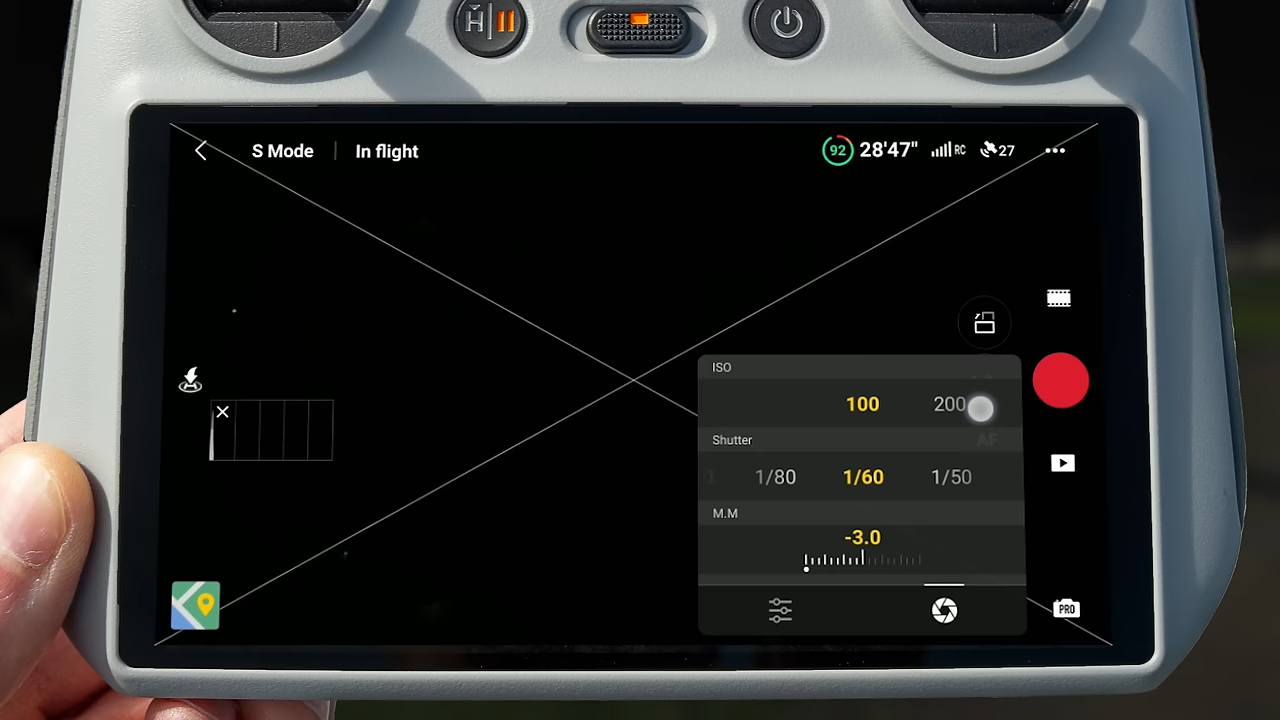 H
S Mode
In flight
92
28'47"
RC
27
ISO
100
200
AF
Shutter
1/80
1/60
1/50
M.M
-3.0
PRO